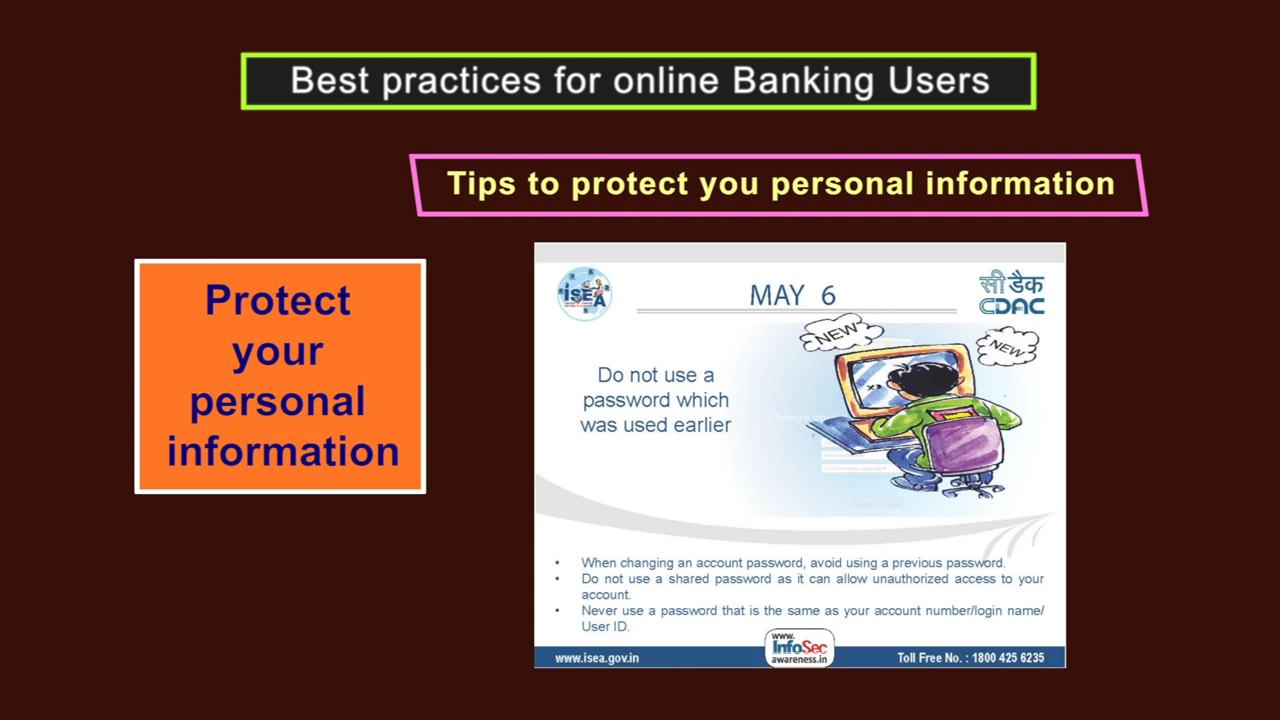 Best practices for online Banking Users
Tips to protect you personal information
Protect
your
personal
information
ISEA
MAY 6
सी डैक
CDAC
NEW
NEW
Do not use a
password which
was used earlier
• When changing an account password, avoid using a previous password.
• Do not use a shared password as it can allow unauthorized access to your
account.
• Never use a password that is the same as your account number/login name/
User ID.
www.isea.gov.in
www.
InfoSec
awareness.in
Toll Free No. : 1800 425 6235